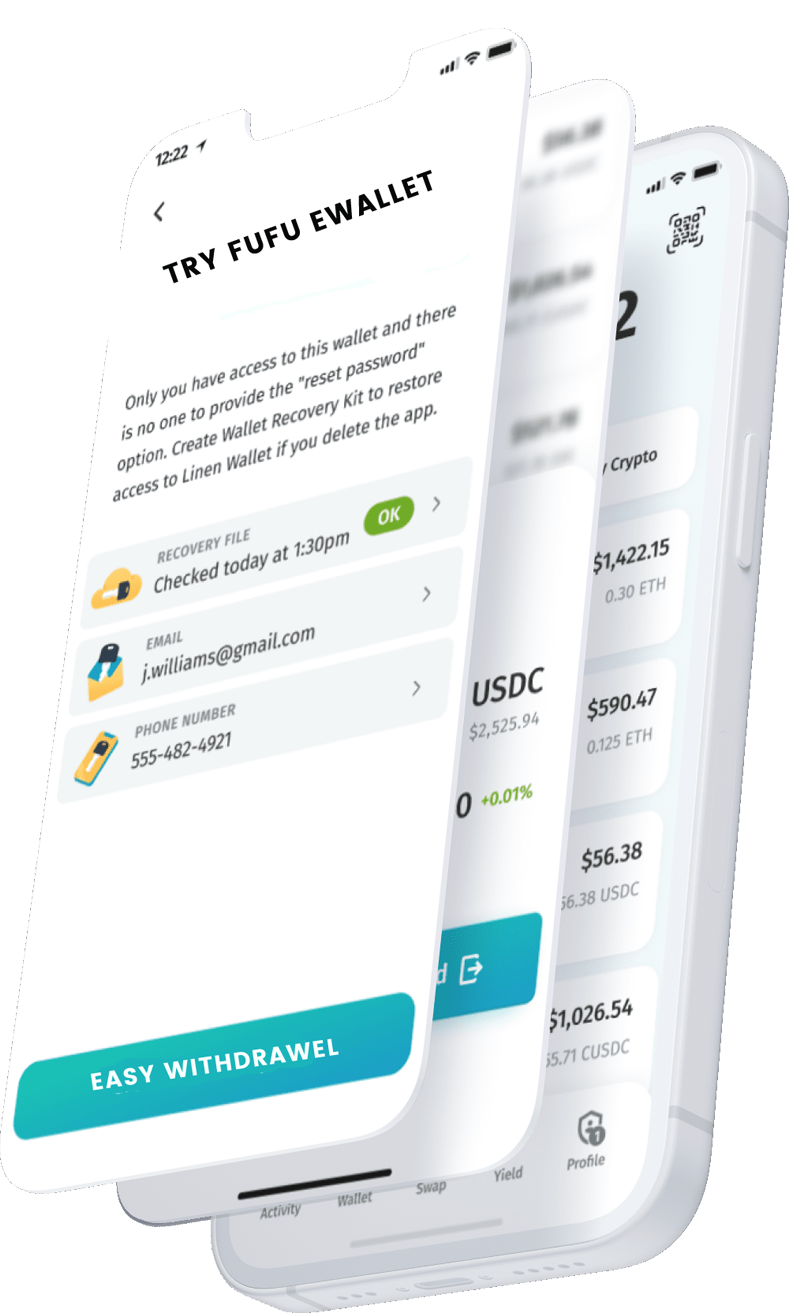 12:22
TRY FUFU EWALLET
Only you have access to this wallet and there
is no one to provide the "reset password"
option. Create Wallet Recovery Kit to restore
access to Linen Wallet if you delete the app.
RECOVERY FILE
Checked today at 1:30pm
OK
EMAIL
j.williams@gmail.com
PHONE NUMBER
555-482-4921
EASY WITHDRAWEL
USDC
$2,525.94
0 +0.01%
d
2
y Crypto
$1,422.15
0.30 ETH
$590.47
0.125 ETH
$56.38
56.38 USDC
$1,026.54
55.71 CUSDC
Activity
Wallet
Swap
Yield
1
Profile